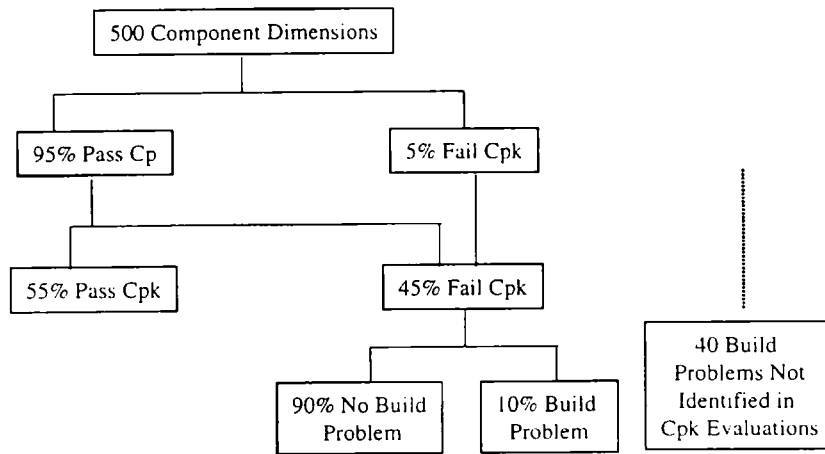 500 Component Dimensions
95% Pass Cp
5% Fail Cpk
55% Pass Cpk
45% Fail Cpk
90% No Build
Problem
10% Build
Problem
40 Build
Problems Not
Identified in
Cpk Evaluations